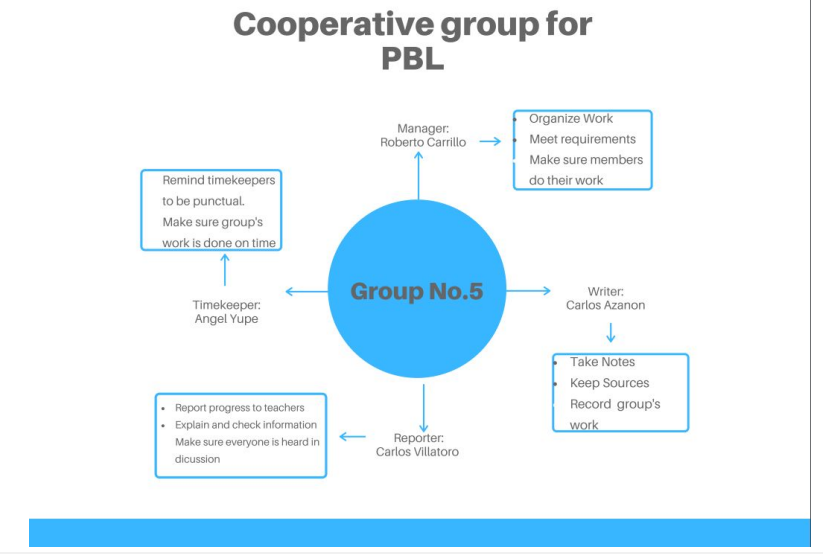 Cooperative group for
PBL
Manager:
Roberto Carrillo
Organize Work
Meet requirements
Make sure members
do their work
Remind timekeepers
to be punctual.
Make sure group's
work is done on time
Group No.5
Timekeeper:
Angel Yupe
Writer:
Carlos Azanon
Take Notes
Keep Sources
Record group's
work
Report progress to teachers
Explain and check information
Make sure everyone is heard in
dicussion
Reporter:
Carlos Villatoro